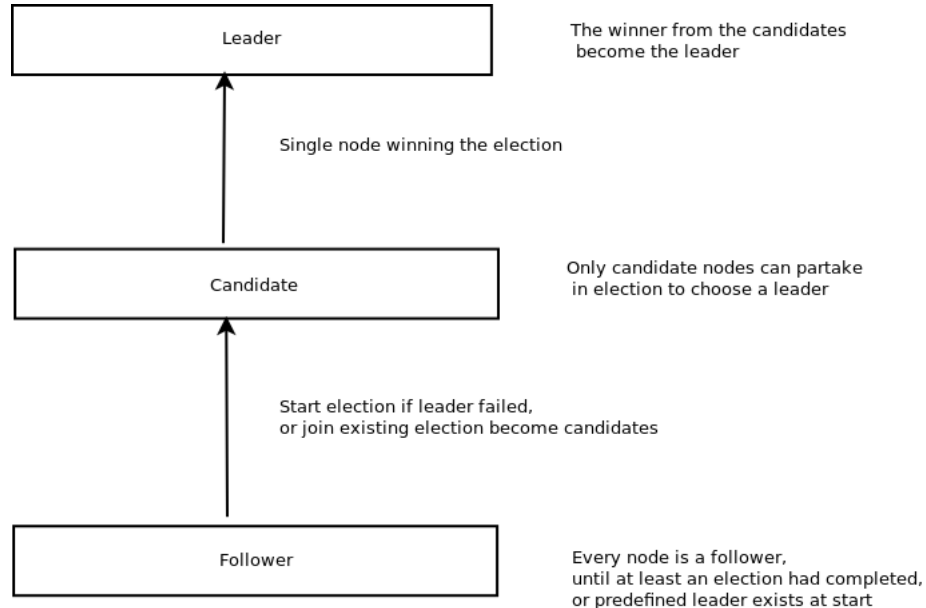 Leader
The winner from the candidates
become the leader
Single node winning the election
Candidate
Only candidate nodes can partake
in election to choose a leader
Start election if leader failed,
or join existing election become candidates
Follower
Every node is a follower,
until at least an election had completed,
or predefined leader exists at start